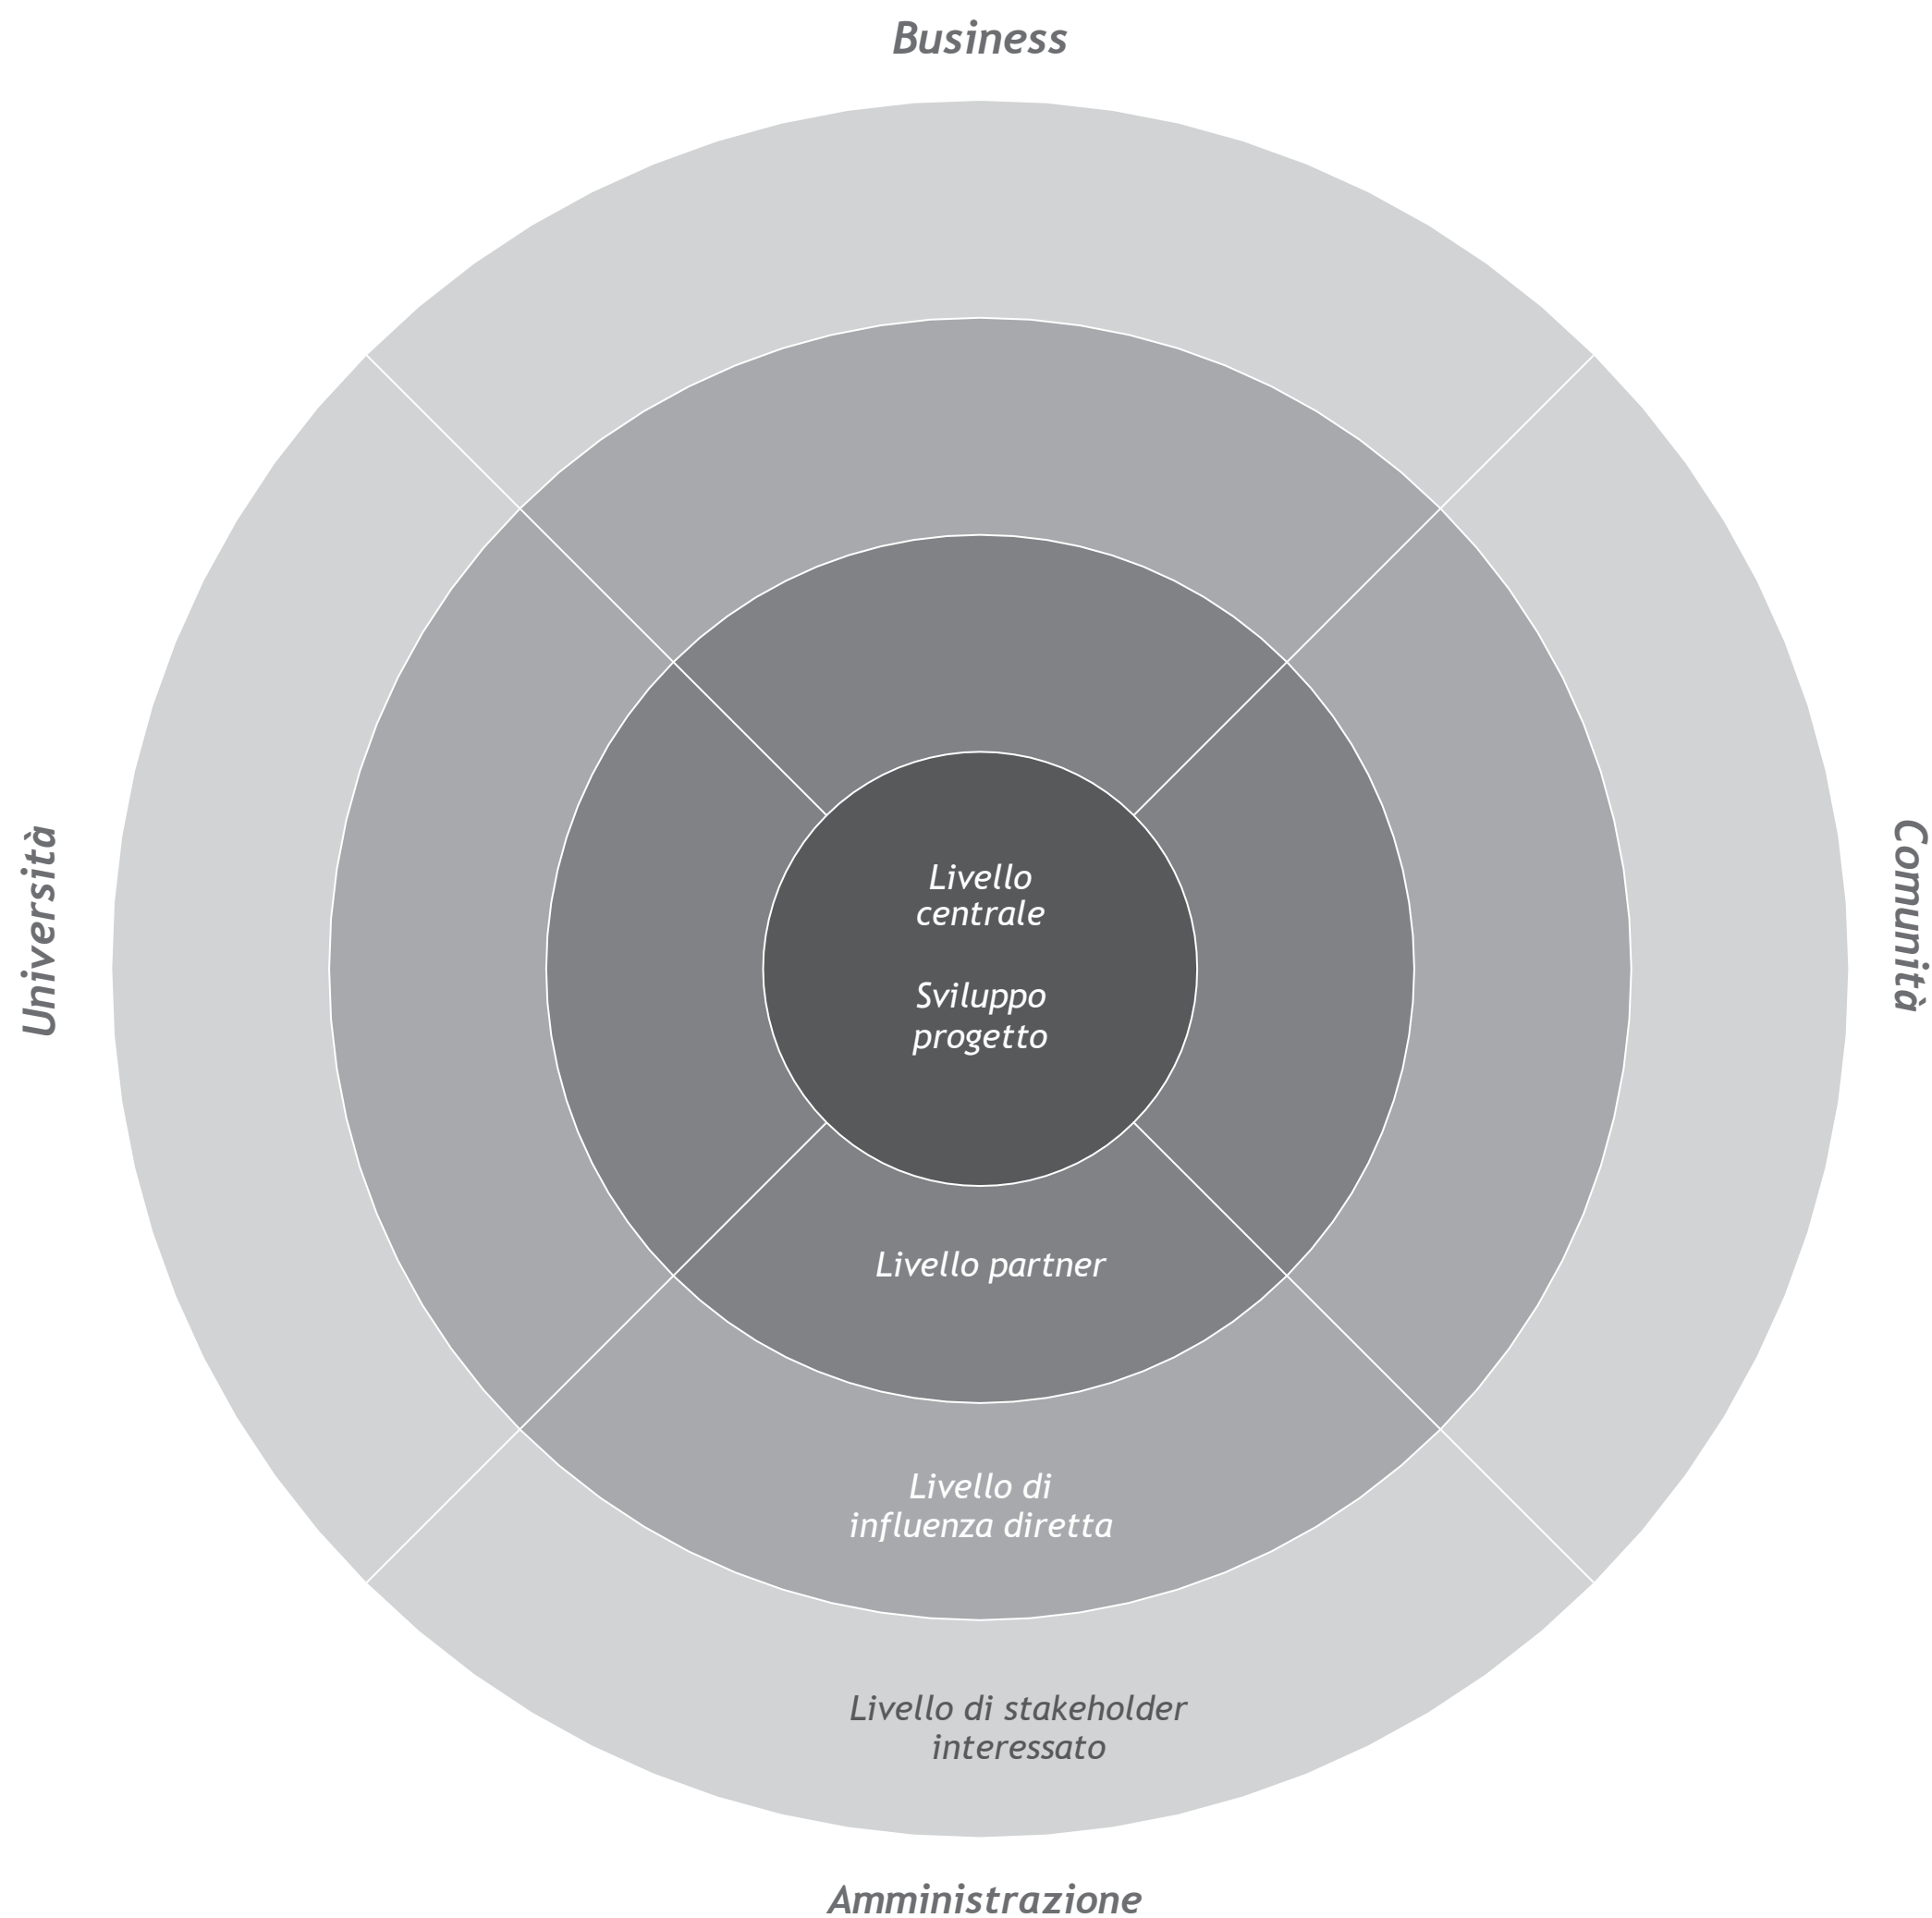 Business
Università
Comunità
Livello
centrale
Sviluppo
progetto
Livello partner
Livello di
influenza diretta
Livello di stakeholder
interessato
Amministrazione